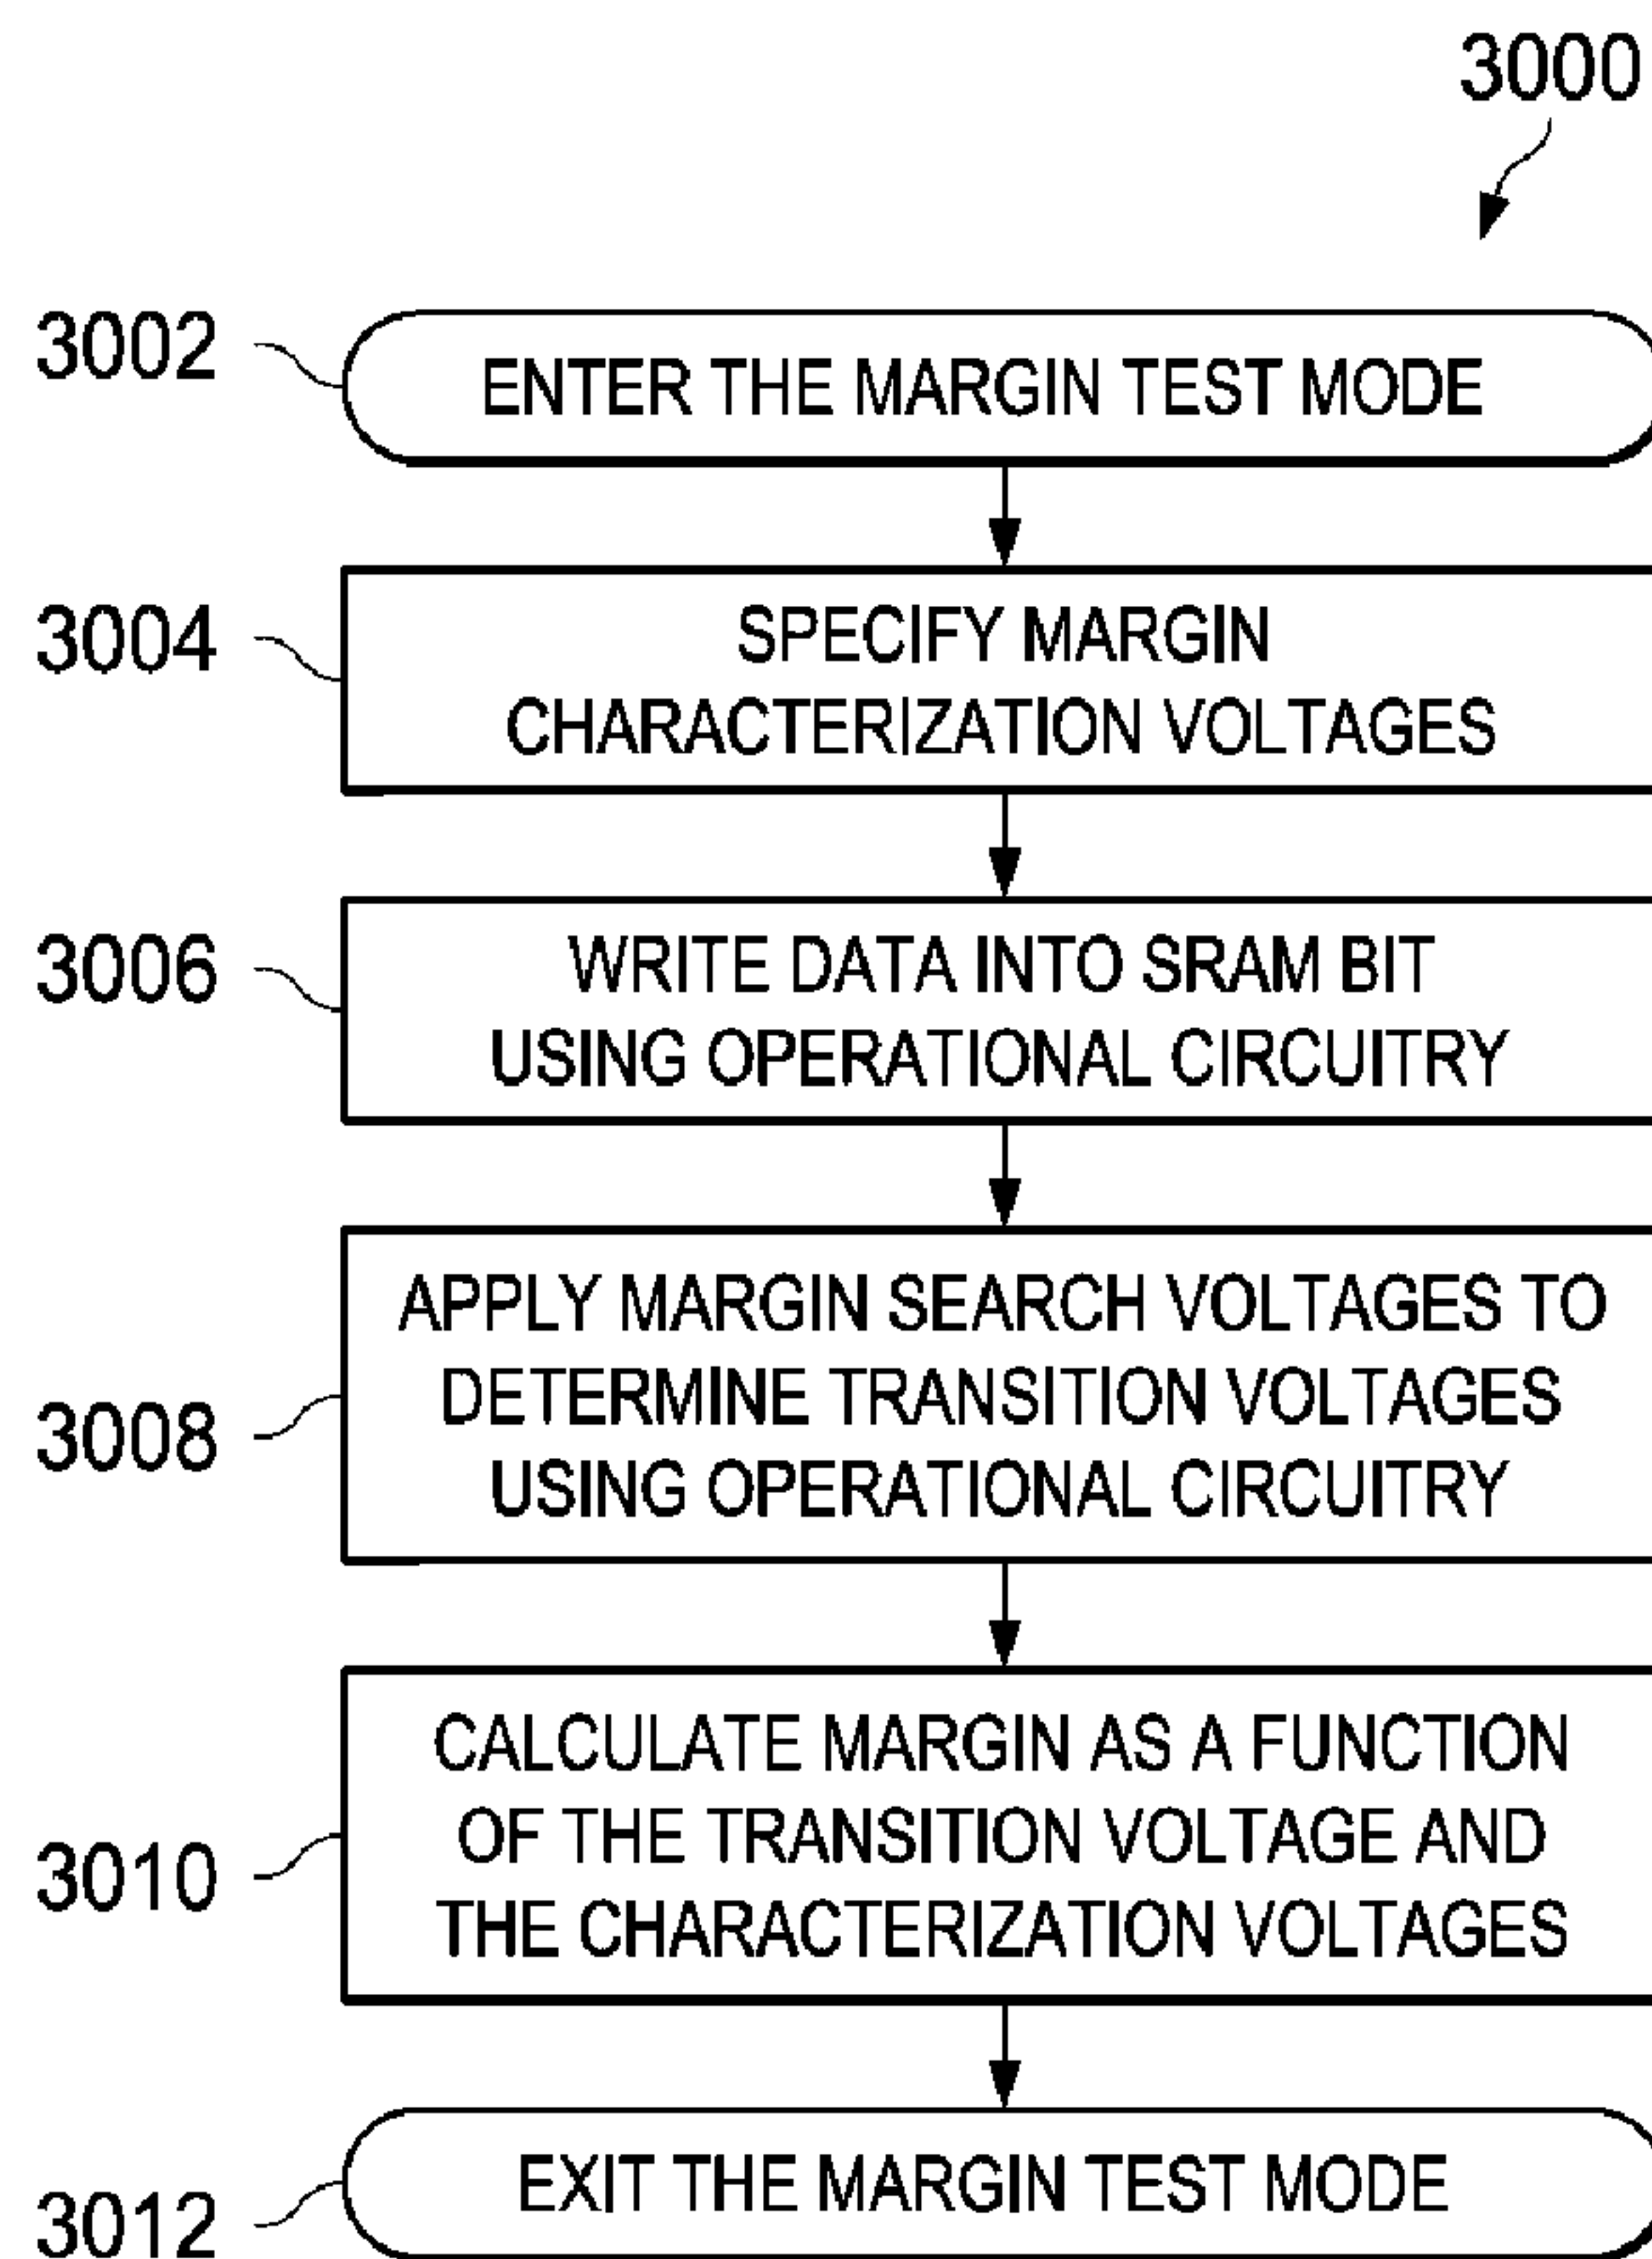 3000
3002
ENTER THE MARGIN TEST MODE
3004
SPECIFY MARGIN
CHARACTERIZATION VOLTAGES
3006
WRITE DATA INTO SRAM BIT
USING OPERATIONAL CIRCUITRY
3008
APPLY MARGIN SEARCH VOLTAGES TO
DETERMINE TRANSITION VOLTAGES
USING OPERATIONAL CIRCUITRY
3010
CALCULATE MARGIN AS A FUNCTION
OF THE TRANSITION VOLTAGE AND
THE CHARACTERIZATION VOLTAGES
3012
EXIT THE MARGIN TEST MODE